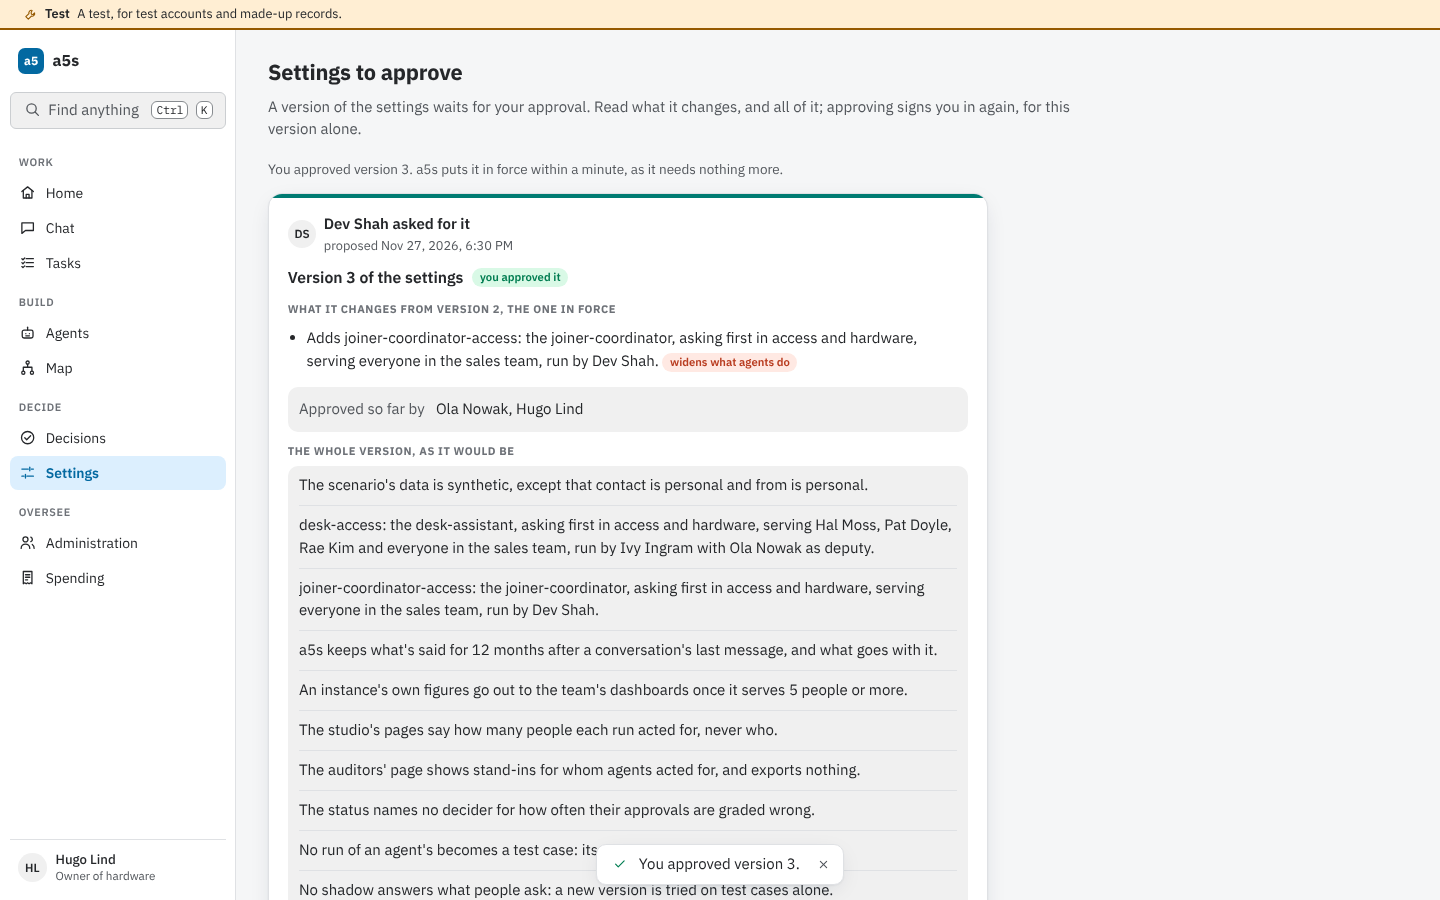 Test A test, for test accounts and made-up records.
a5 a5s
Find anything Ctrl K
WORK
Home
Chat
Tasks
BUILD
Agents
Map
DECIDE
Decisions
Settings
OVERSEE
Administration
Spending
HL Hugo Lind
Owner of hardware
Settings to approve
A version of the settings waits for your approval. Read what it changes, and all of it; approving signs you in again, for this
version alone.
You approved version 3. a5s puts it in force within a minute, as it needs nothing more.
DS Dev Shah asked for it
proposed Nov 27, 2026, 6:30 PM
Version 3 of the settings you approved it
WHAT IT CHANGES FROM VERSION 2, THE ONE IN FORCE
• Adds joiner-coordinator-access: the joiner-coordinator, asking first in access and hardware,
serving everyone in the sales team, run by Dev Shah. widens what agents do
Approved so far by Ola Nowak, Hugo Lind
THE WHOLE VERSION, AS IT WOULD BE
The scenario's data is synthetic, except that contact is personal and from is personal.
desk-access: the desk-assistant, asking first in access and hardware, serving Hal Moss, Pat Doyle,
Rae Kim and everyone in the sales team, run by Ivy Ingram with Ola Nowak as deputy.
joiner-coordinator-access: the joiner-coordinator, asking first in access and hardware, serving
everyone in the sales team, run by Dev Shah.
a5s keeps what's said for 12 months after a conversation's last message, and what goes with it.
An instance's own figures go out to the team's dashboards once it serves 5 people or more.
The studio's pages say how many people each run acted for, never who.
The auditors' page shows stand-ins for whom agents acted for, and exports nothing.
The status names no decider for how often their approvals are graded wrong.
No run of an agent's becomes a test case: its
You approved version 3.
No shadow answers what people ask: a new version is tried on test cases alone.